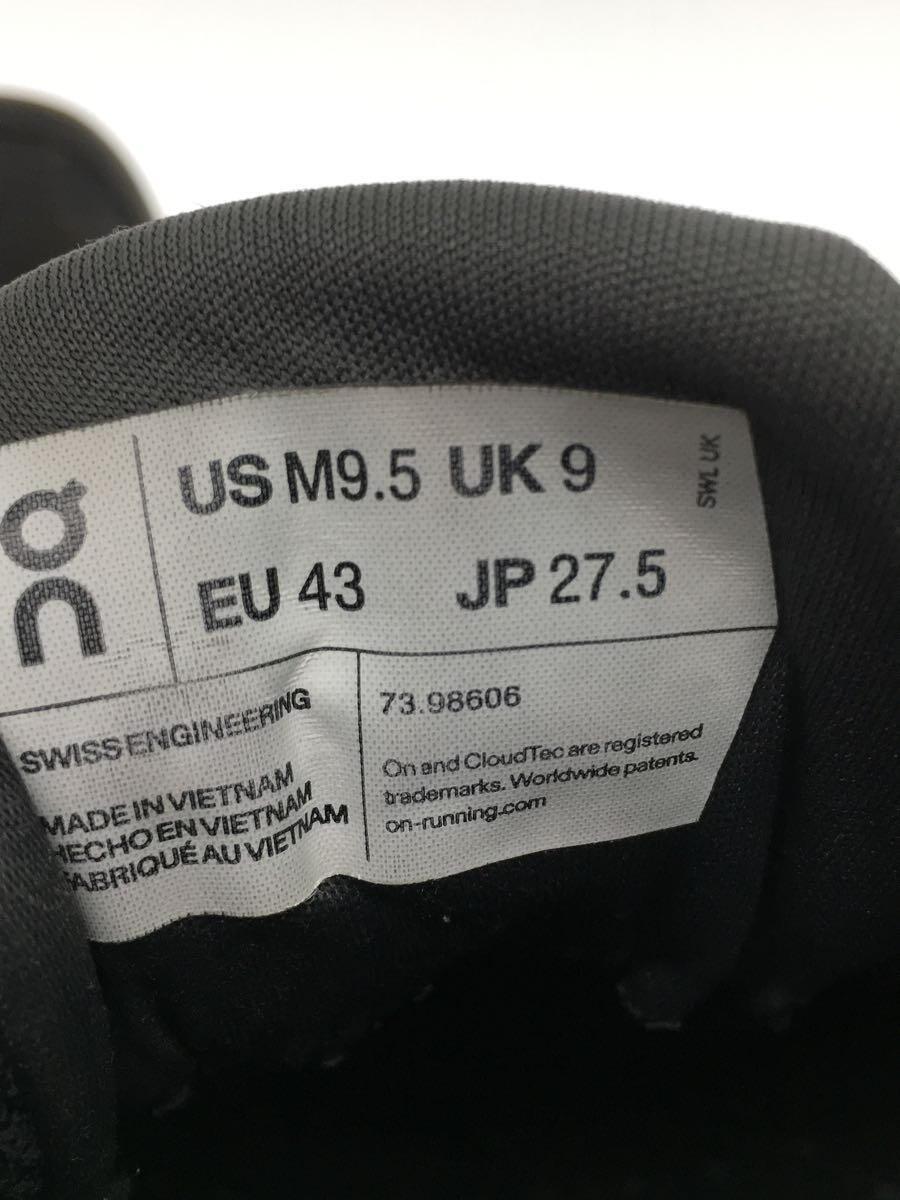 on
US M9.5 UK 9
EU 43 JP 27.5
SWL UK
SWISS ENGINEERING
MADE IN VIETNAM
HECHO EN VIETNAM
FABRIQUÉ AU VIETNAM
73.98606
On and CloudTec are registered
trademarks. Worldwide patents.
on-running.com